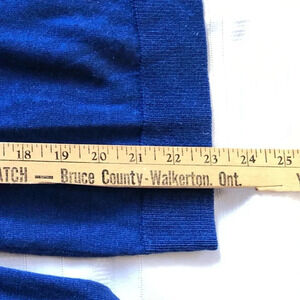 18 19 20 21 22 23 24 25
ATCH — Bruce County-Walkerton, Ont.